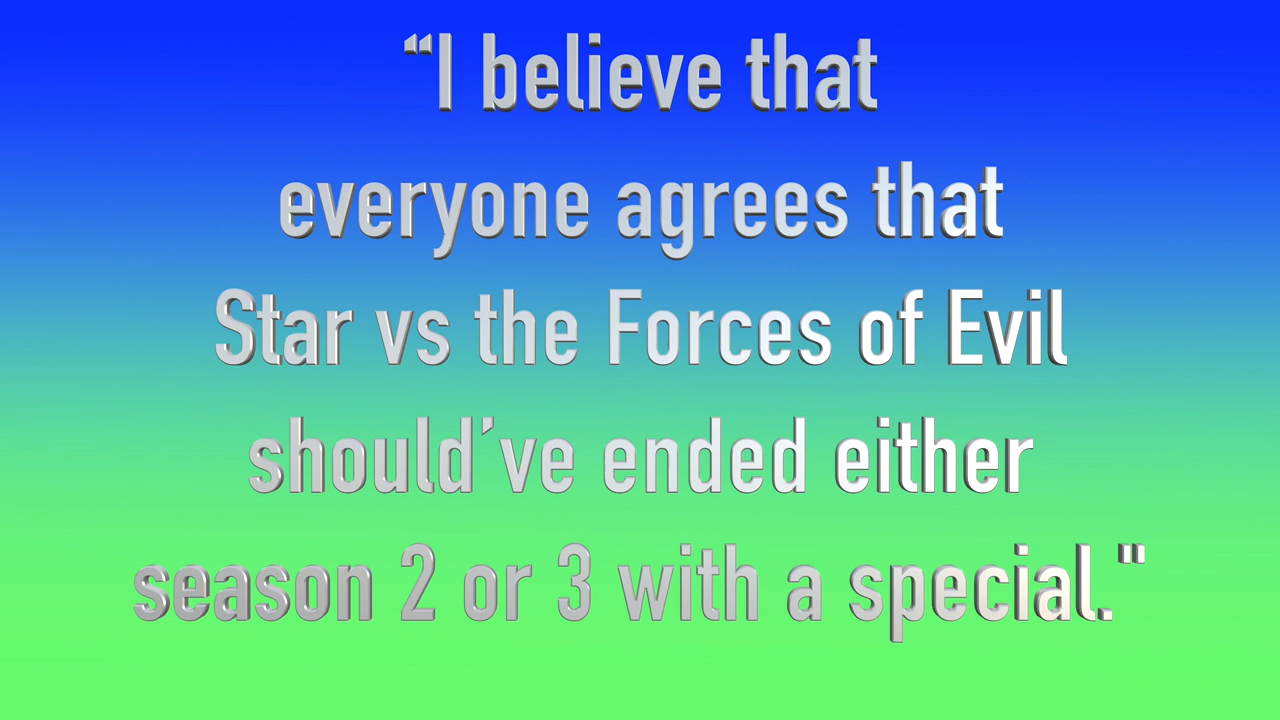 “I believe that
everyone agrees that
Star vs the Forces of Evil
should’ve ended either
season 2 or 3 with a special."